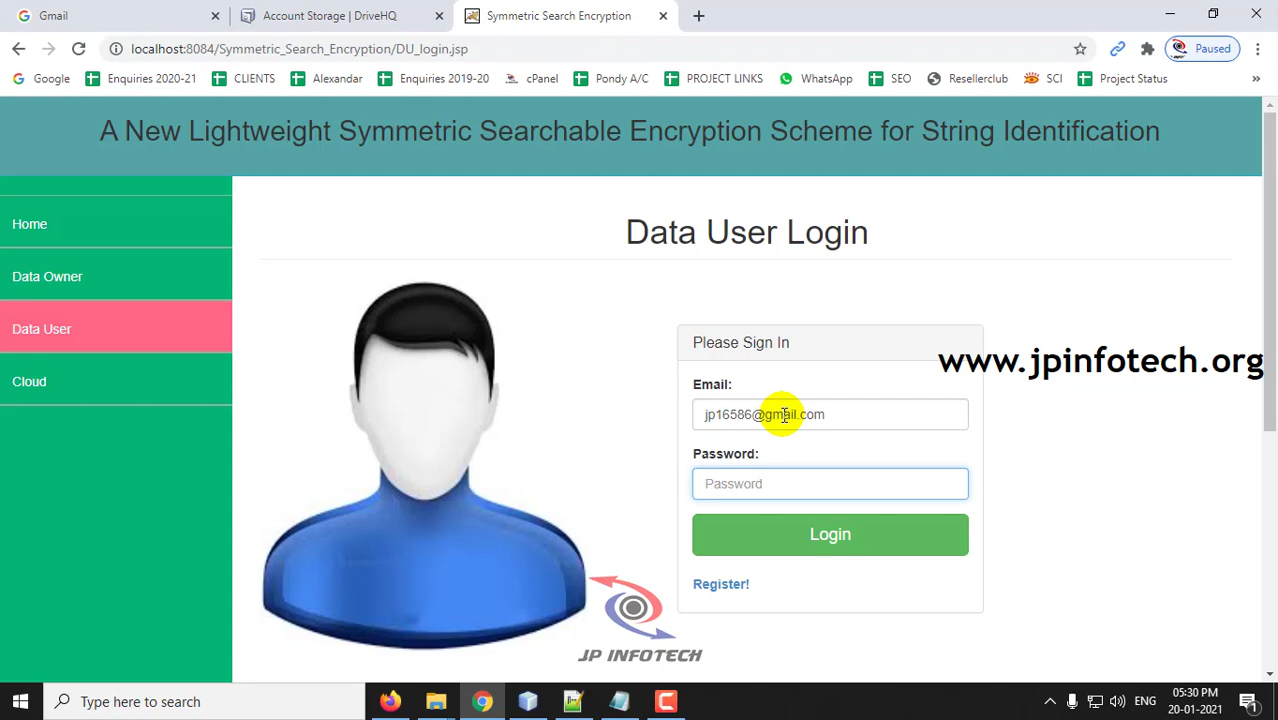 Gmail
Account Storage | DriveHQ
Symmetric Search Encryption
localhost:8084/Symmetric_Search_Encryption/DU_login.jsp
Paused
Google
Enquiries 2020-21
CLIENTS
Alexandar
Enquiries 2019-20
cPanel
Pondy A/C
PROJECT LINKS
WhatsApp
SEO
Resellerclub
SCI
Project Status
»
A New Lightweight Symmetric Searchable Encryption Scheme for String Identification
Home
Data Owner
Data User
Cloud
Data User Login
Please Sign In
www.jpinfotech.org
Email:
jp16586@gmail.com
Password:
Password
Login
Register!
JP INFOTECH
Type here to search
ENG
05:30 PM
20-01-2021
1